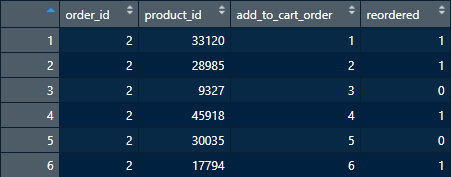 order_id product_id add_to_cart_order reordered
1 2 33120 1 1
2 2 28985 2 1
3 2 9327 3 0
4 2 45918 4 1
5 2 30035 5 0
6 2 17794 6 1